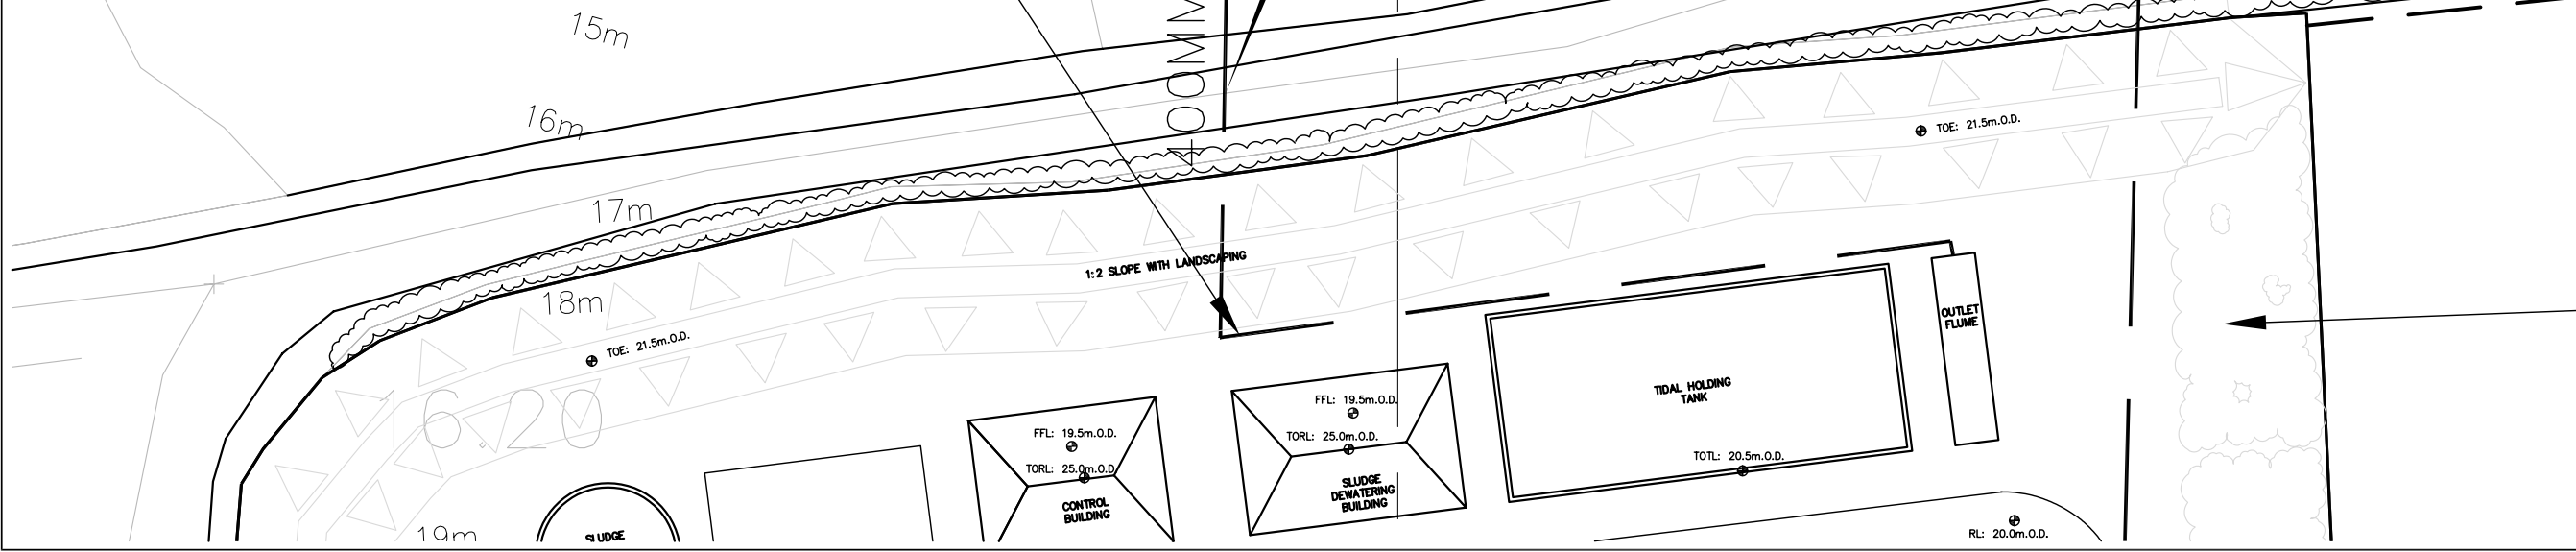 15m
16m
400MM
TOE: 21.5m.O.D.
17m
1:2 SLOPE WITH LANDSCAPING
18m
TOE: 21.5m.O.D.
OUTLET
FLUME
16.20
TIDAL HOLDING
TANK
FFL: 19.5m.O.D.
TORL: 25.0m.O.D.
FFL: 19.5m.O.D.
TOTL: 20.5m.O.D.
TORL: 25.0m.O.D
SLUDGE
DEWATERING
BUILDING
CONTROL
BUILDING
19m
SLUDGE
RL: 20.0m.O.D.